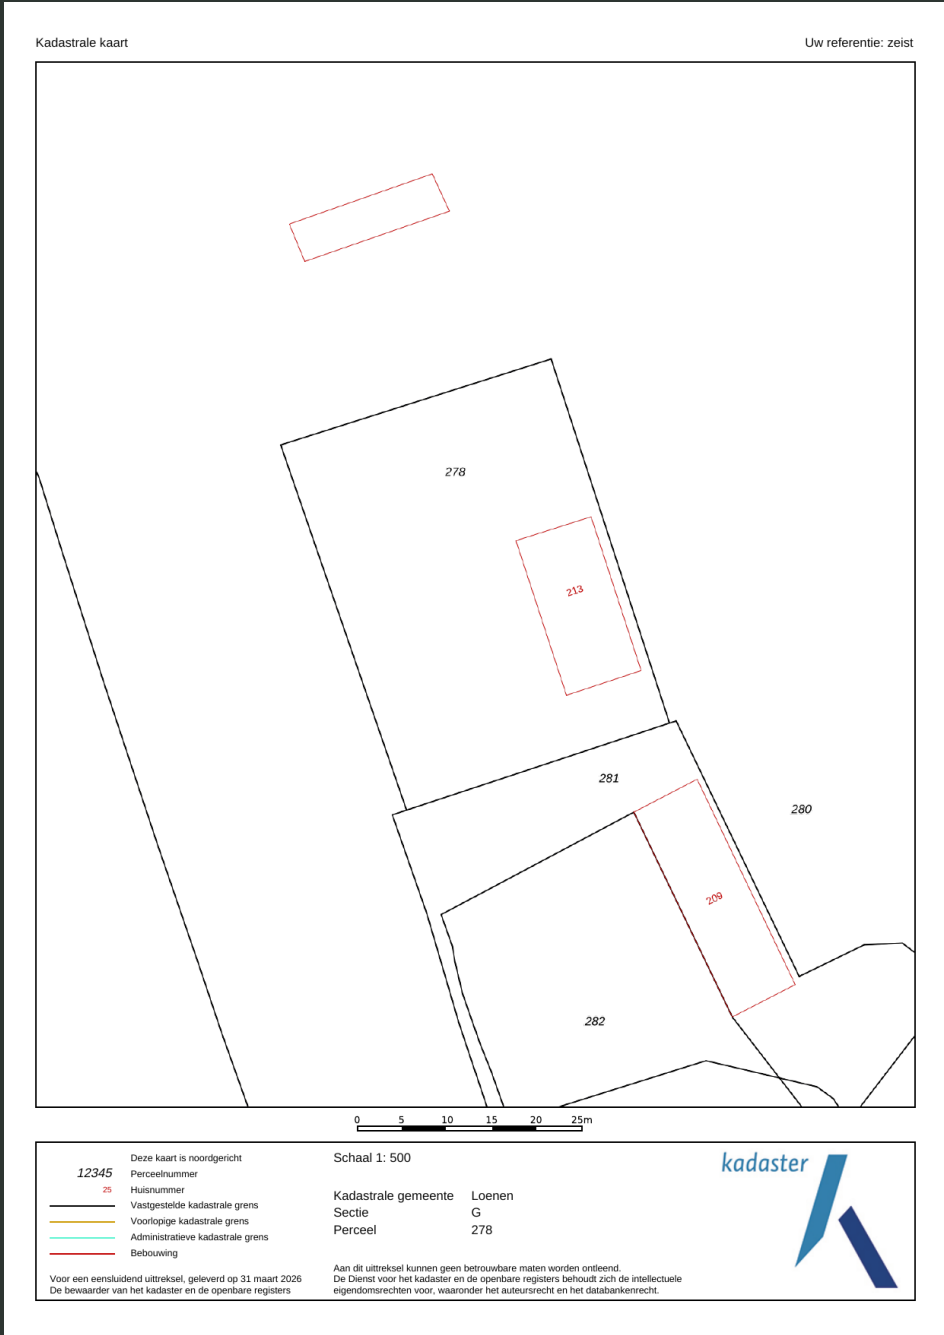 Kadastrale kaart
Uw referentie: zeist
278
213
281
280
209
282
0 5 10 15 20 25m
Deze kaart is noordgericht
12345 Perceelnummer
25 Huisnummer
Vastgestelde kadastrale grens
Voorlopige kadastrale grens
Administratieve kadastrale grens
Bebouwing
Voor een eensluidend uittreksel, geleverd op 31 maart 2026
De bewaarder van het kadaster en de openbare registers
Schaal 1: 500
Kadastrale gemeente Loenen
Sectie G
Perceel 278
Aan dit uittreksel kunnen geen betrouwbare maten worden ontleend.
De Dienst voor het kadaster en de openbare registers behoudt zich de intellectuele
eigendomsrechten voor, waaronder het auteursrecht en het databankenrecht.
kadaster